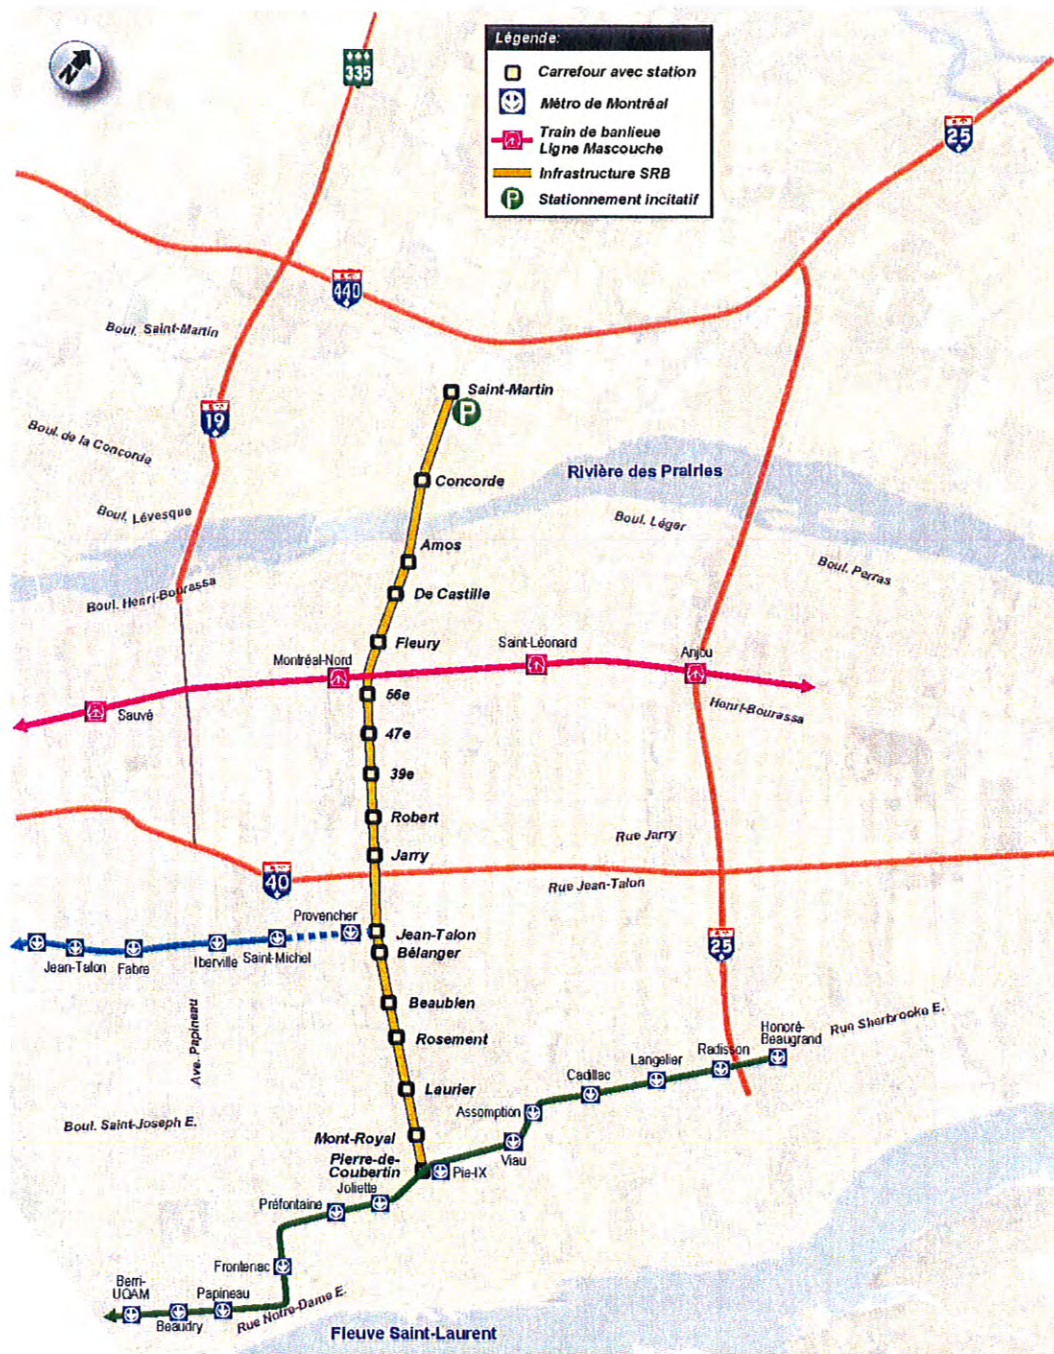 N
Légende:
Carrefour avec station
Métro de Montréal
Train de banlieue
Ligne Mascouche
Infrastructure SRB
P Stationnement incitatif
335
25
440
Boul. Saint-Martin
Saint-Martin
P
19
Boul. de la Concorde
Rivière des Prairies
Concorde
Boul. Lévesque
Boul. Léger
Amos
Boul. Perras
Boul. Henri-Bourassa
De Castille
Fleury
Saint-Léonard
Montréal-Nord
Anjou
56e
Henri-Bourassa
Sauvé
47e
39e
Robert
Rue Jarry
Jarry
40
Rue Jean-Talon
Provencher
Jean-Talon
25
Jean-Talon
Fabre
Iberville
Saint-Michel
Bélanger
Beaubien
Rue Sherbrooke E.
Ave. Papineau
Rosement
Honoré-
Beaugrand
Radisson
Langelier
Cadillac
Laurier
Assomption
Boul. Saint-Joseph E.
Mont-Royal
Viau
Pierre-de-
Coubertin
Pie-IX
Joliette
Préfontaine
Frontenac
Berri-
UQAM
Papineau
Beaudry
Rue Notre-Dame E.
Fleuve Saint-Laurent